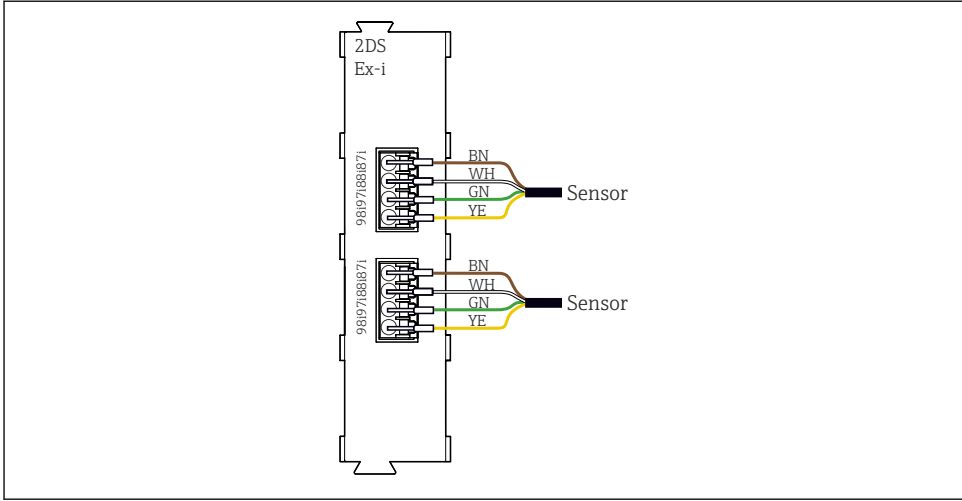 2DS
Ex-i
98i97i88i87i
BN
WH
GN
YE
Sensor
98i97i88i87i
BN
WH
GN
YE
Sensor